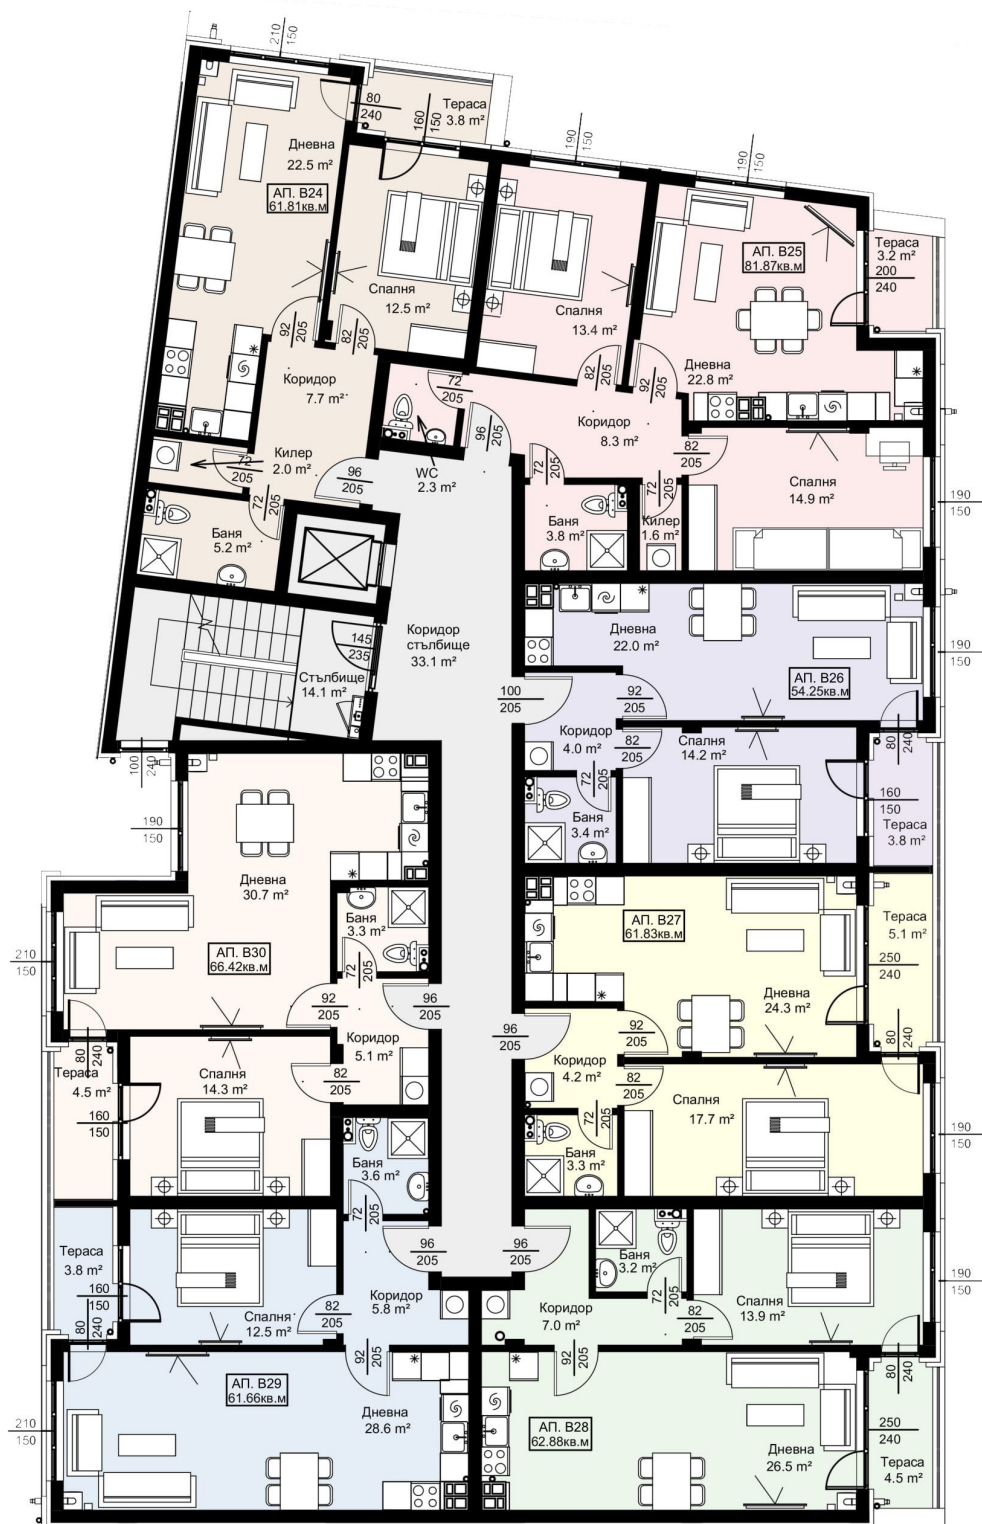 210
150
80
240
Тераса
3.8 m²
160
150
190
150
190
150
Дневна
22.5 m²
АП. В24
61.81кв.м
Спалня
12.5 m²
92
205
82
205
Коридор
7.7 m²
Килер
2.0 m²
72
205
72
205
96
205
Баня
5.2 m²
Спалня
13.4 m²
АП. В25
81.87кв.м
Тераса
3.2 m²
200
240
Дневна
22.8 m²
82
205
92
205
72
205
96
205
WC
2.3 m²
Коридор
8.3 m²
82
205
72
205
72
205
Баня
3.8 m²
Килер
1.6 m²
Спалня
14.9 m²
190
150
Коридор
стълбище
33.1 m²
145
235
Стълбище
14.1 m²
100
240
Дневна
22.0 m²
АП. В26
54.25кв.м
190
150
100
205
92
205
Коридор
4.0 m²
82
205
Спалня
14.2 m²
80
240
72
205
Баня
3.4 m²
160
150
Тераса
3.8 m²
190
150
Дневна
30.7 m²
АП. В30
66.42кв.м
210
150
Баня
3.3 m²
72
205
92
205
96
205
Коридор
5.1 m²
80
240
Тераса
4.5 m²
160
150
Спалня
14.3 m²
82
205
АП. В27
61.83кв.м
Тераса
5.1 m²
250
240
Дневна
24.3 m²
96
205
92
205
Коридор
4.2 m²
82
205
80
240
Спалня
17.7 m²
72
205
Баня
3.3 m²
190
150
Баня
3.6 m²
72
205
96
205
Тераса
3.8 m²
160
150
80
240
Спалня
12.5 m²
82
205
Коридор
5.8 m²
92
205
АП. В29
61.66кв.м
Дневна
28.6 m²
210
150
96
205
Баня
3.2 m²
72
205
Коридор
7.0 m²
82
205
Спалня
13.9 m²
190
150
92
205
80
240
АП. В28
62.88кв.м
Дневна
26.5 m²
250
240
Тераса
4.5 m²